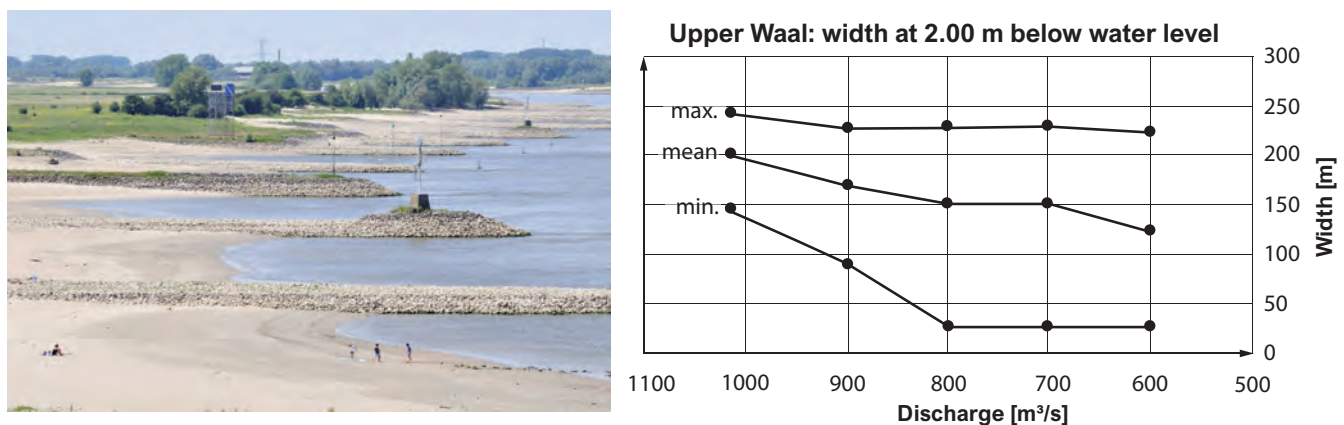 Upper Waal: width at 2.00 m below water level
300
max.
250
mean
200
min.
150
100
50
0
Width [m]
1100 1000 900 800 700 600 500
Discharge [m³/s]